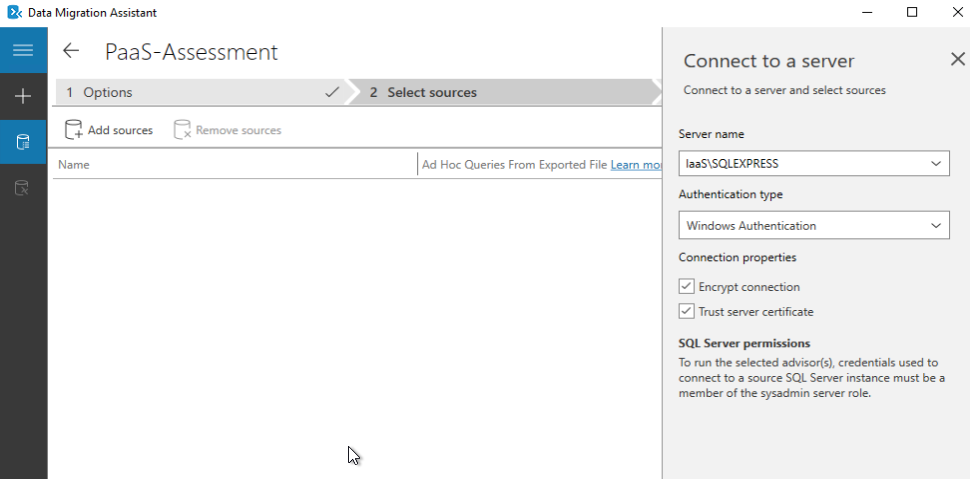 Data Migration Assistant
PaaS-Assessment
1 Options
2 Select sources
Add sources
Remove sources
Name
Ad Hoc Queries From Exported File Learn mo
Connect to a server
Connect to a server and select sources
Server name
IaaS\SQLEXPRESS
Authentication type
Windows Authentication
Connection properties
Encrypt connection
Trust server certificate
SQL Server permissions
To run the selected advisor(s), credentials used to
connect to a source SQL Server instance must be a
member of the sysadmin server role.